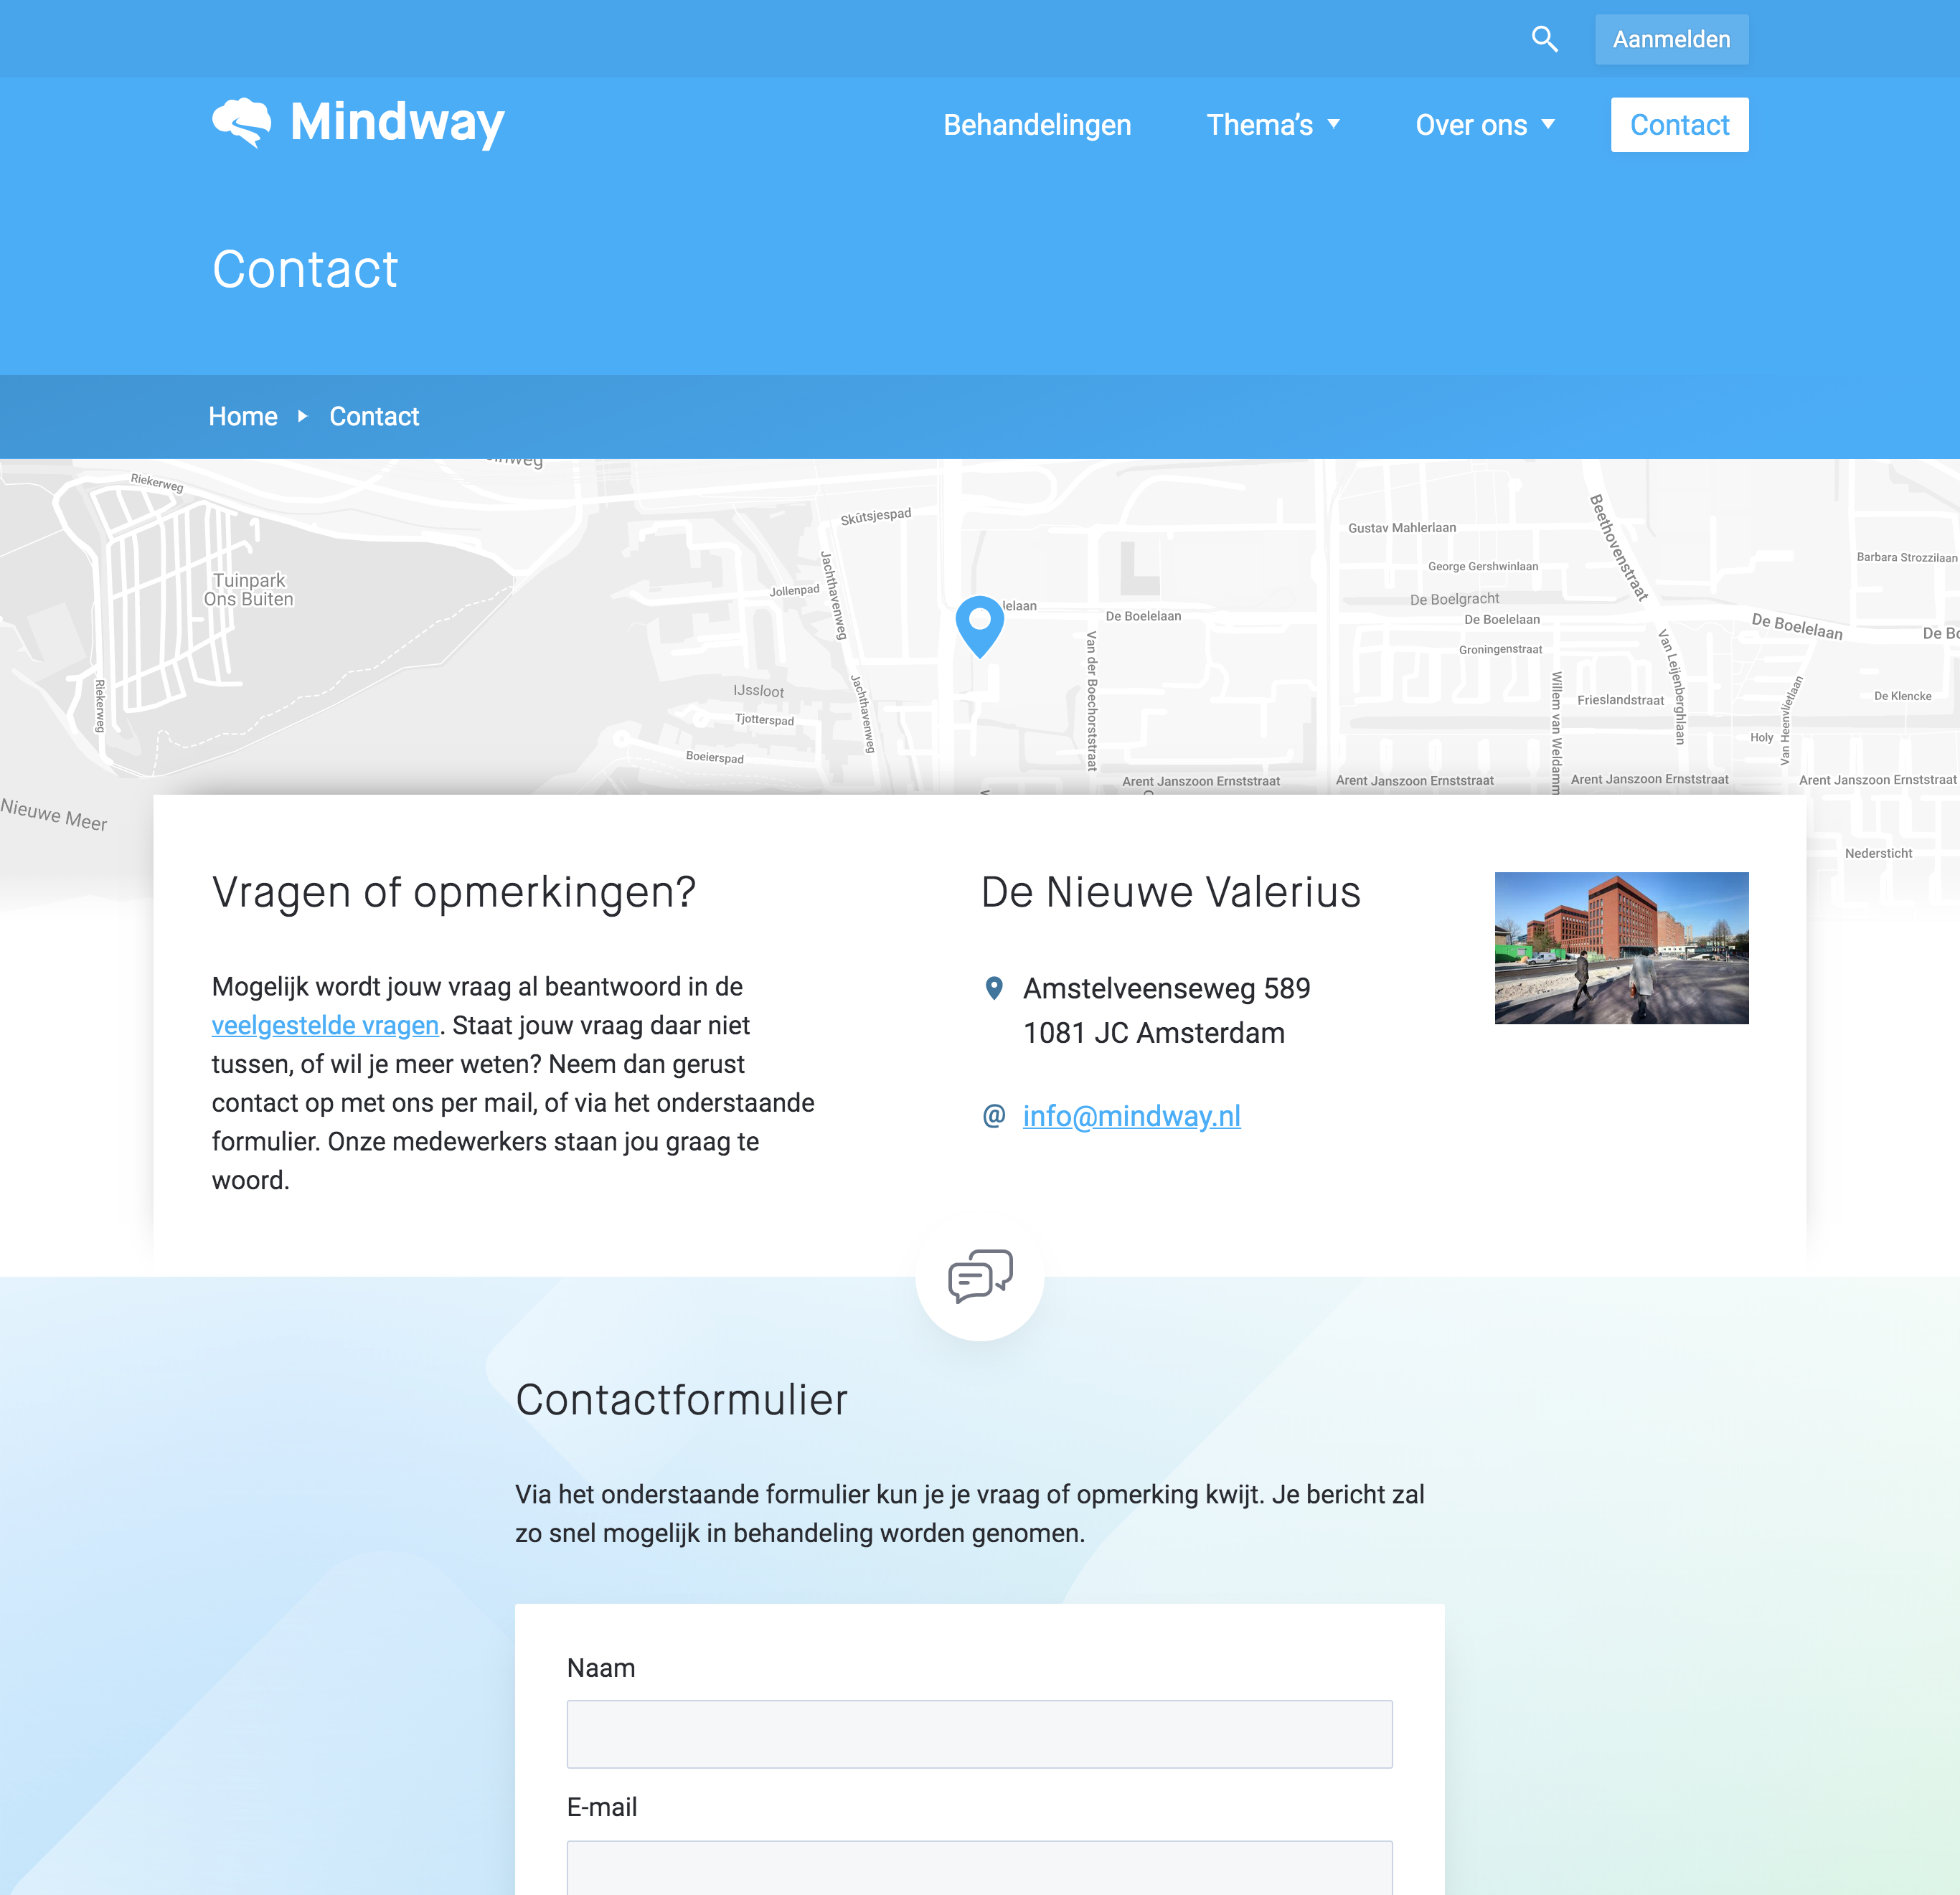 Aanmelden
Mindway
Behandelingen
Thema's
Over ons
Contact
Contact
Home
Contact
Riekerweg
Skûtsjespad
Gustav Mahlerlaan
Beethovenstraat
Barbara Strozzilaan
George Gershwinlaan
Tuinpark
Ons Buiten
Jachthavenweg
Jollenpad
De Boelgracht
lelaan
De Boelelaan
De Boelelaan
De Boelelaan
De Bo
Van der Boechorststraat
Groningenstraat
Van Leijenberghlaan
Riekerweg
IJssloot
Jachthavenweg
Tjotterspad
Willem van Weldamm
Frieslandstraat
Van Heenvlietlaan
De Klencke
Holy
Boeierspad
Arent Janszoon Ernststraat
Arent Janszoon Ernststraat
Arent Janszoon Ernststraat
Arent Janszoon Ernststraat
Nieuwe Meer
Nedersticht
Vragen of opmerkingen?
Mogelijk wordt jouw vraag al beantwoord in de
veelgestelde vragen. Staat jouw vraag daar niet
tussen, of wil je meer weten? Neem dan gerust
contact op met ons per mail, of via het onderstaande
formulier. Onze medewerkers staan jou graag te
woord.
De Nieuwe Valerius
Amstelveenseweg 589
1081 JC Amsterdam
@ info@mindway.nl
Contactformulier
Via het onderstaande formulier kun je je vraag of opmerking kwijt. Je bericht zal
zo snel mogelijk in behandeling worden genomen.
Naam
E-mail